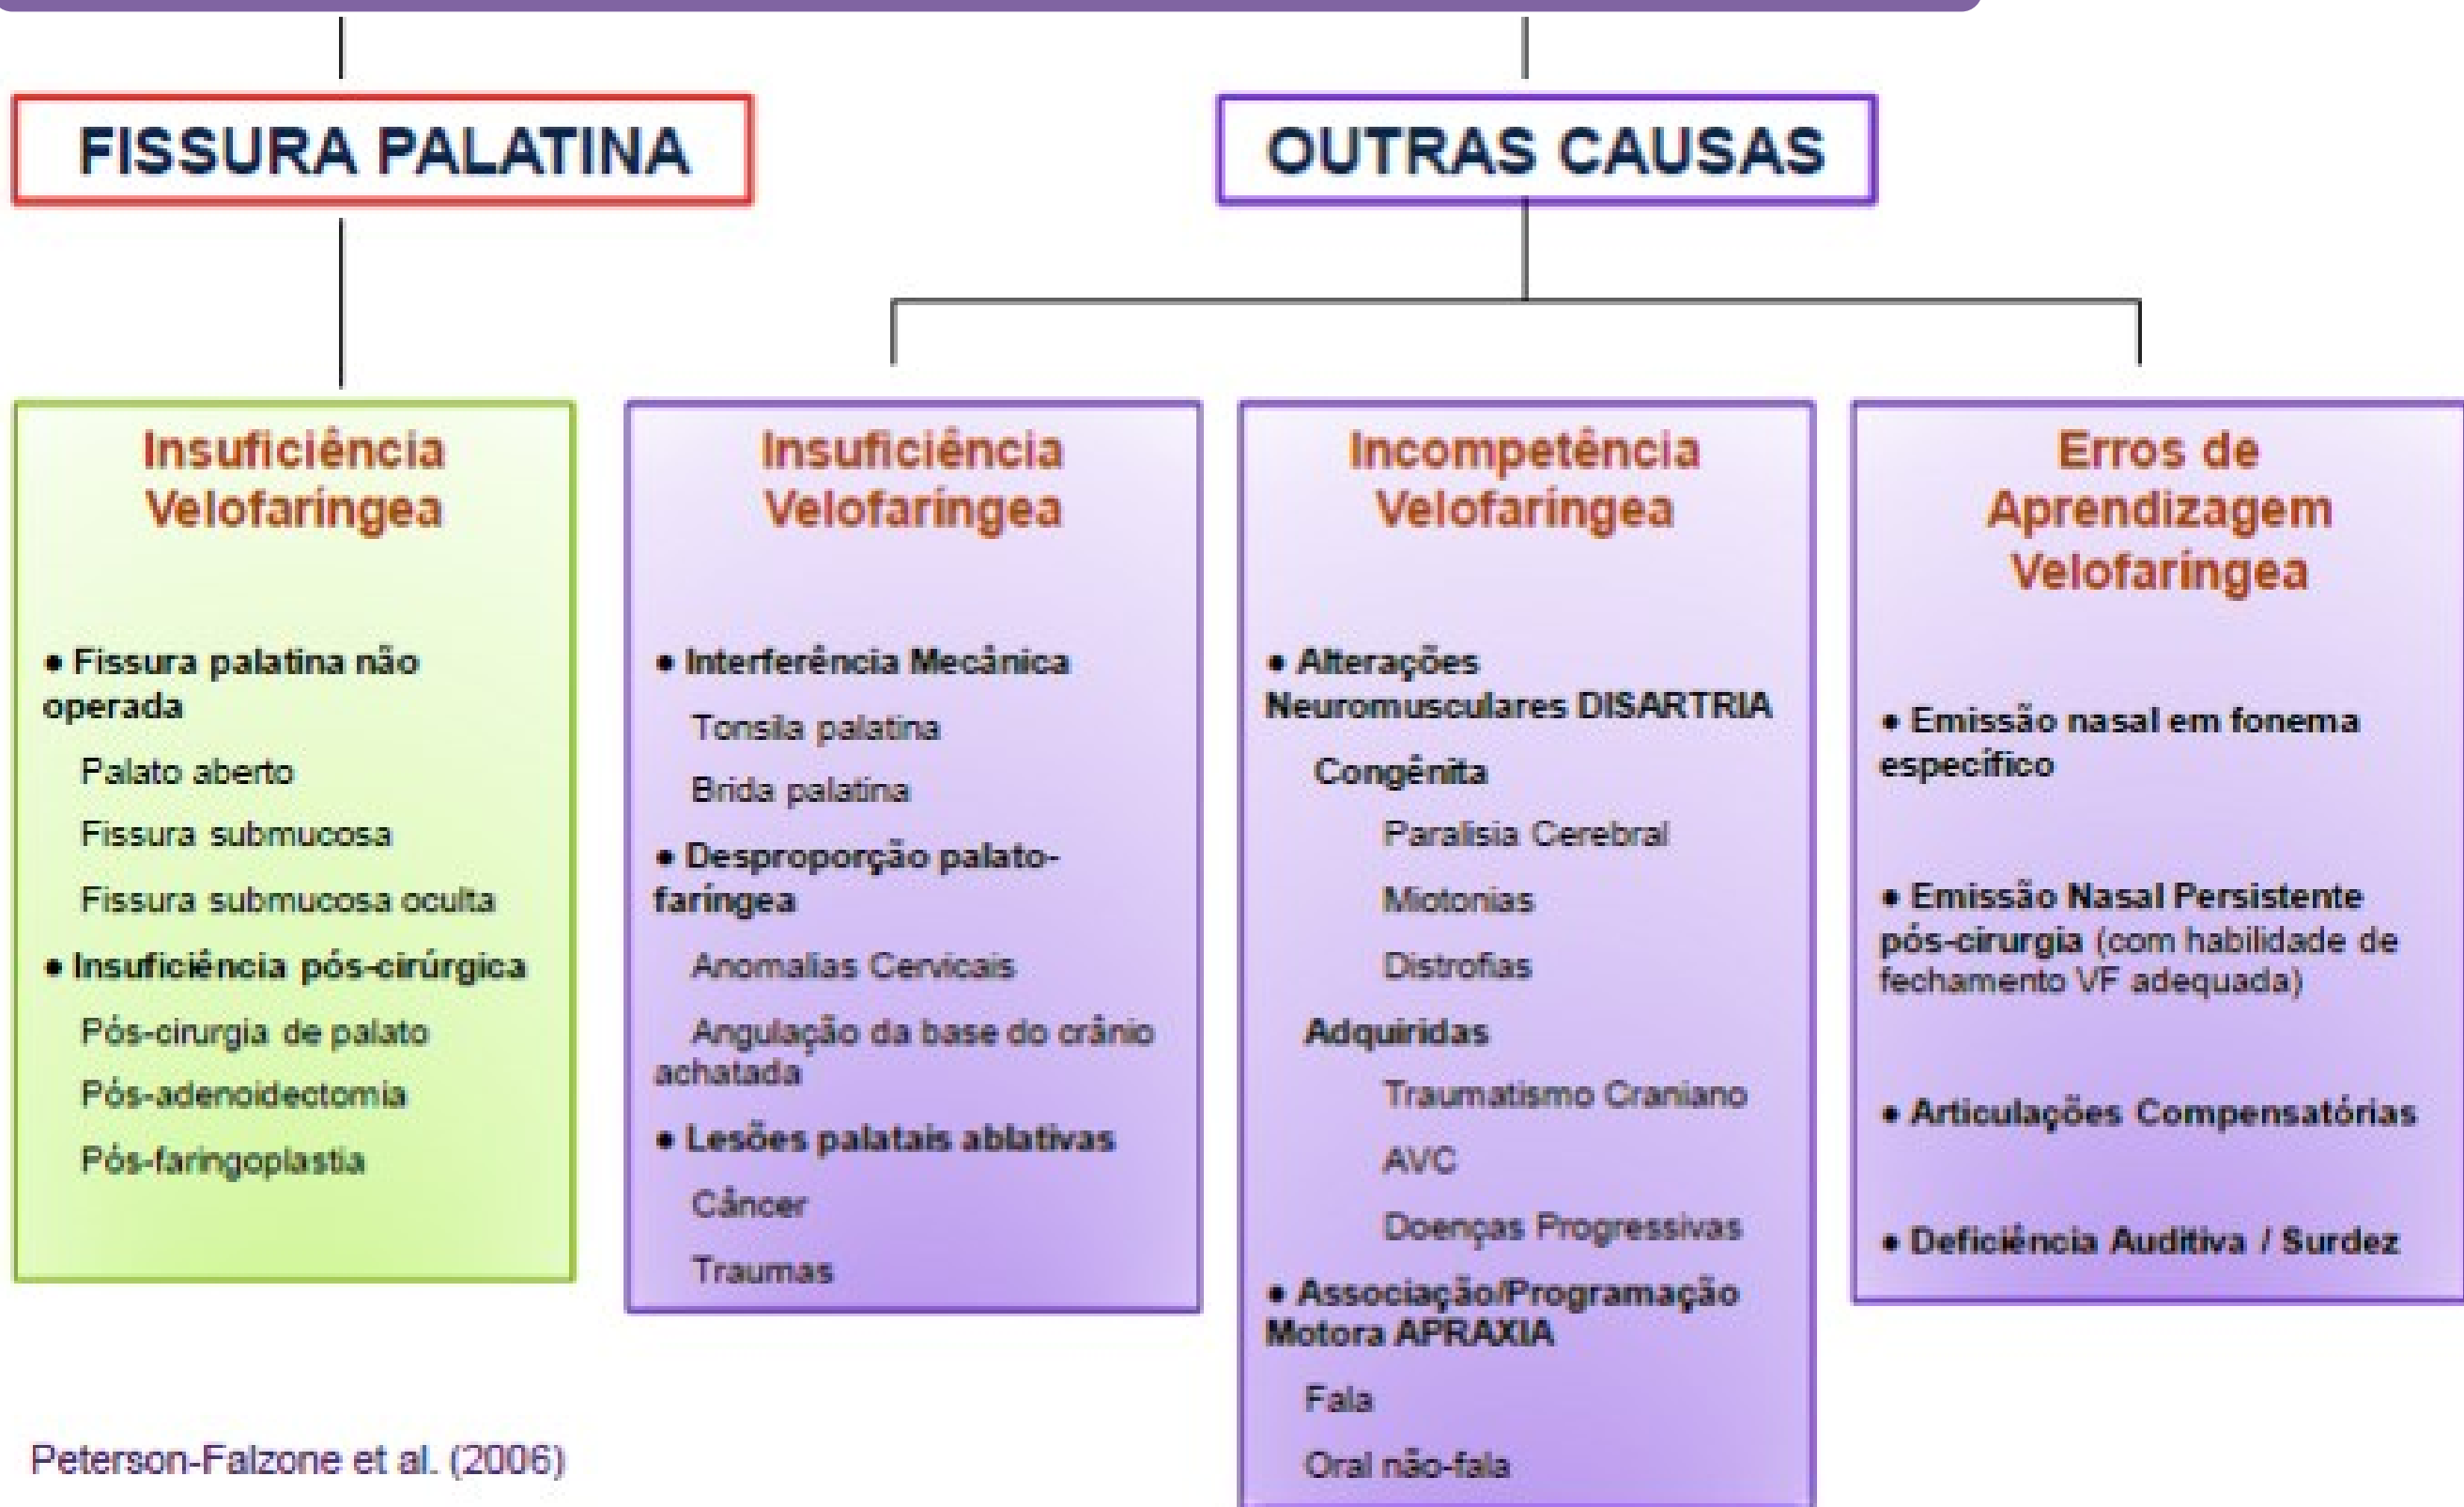 FISSURA PALATINA
OUTRAS CAUSAS
Insuficiência
Velofaríngea
● Fissura palatina não
operada
Palato aberto
Fissura submucosa
Fissura submucosa oculta
● Insuficiência pós-cirúrgica
Pós-cirurgia de palato
Pós-adenoidectomia
Pós-faringoplastia
Insuficiência
Velofaríngea
● Interferência Mecânica
Tonsila palatina
Brida palatina
● Desproporção palato-
faríngea
Anomalias Cervicais
Angulação da base do crânio
achatada
● Lesões palatais ablativas
Câncer
Traumas
Incompetência
Velofaríngea
● Alterações
Neuromusculares DISARTRIA
Congênita
Paralisia Cerebral
Miotonias
Distrofias
Adquiridas
Traumatismo Craniano
AVC
Doenças Progressivas
● Associação/Programação
Motora APRAXIA
Fala
Oral não-fala
Erros de
Aprendizagem
Velofaríngea
● Emissão nasal em fonema
específico
● Emissão Nasal Persistente
pós-cirurgia (com habilidade de
fechamento VF adequada)
● Articulações Compensatórias
● Deficiência Auditiva / Surdez
Peterson-Falzone et al. (2006)